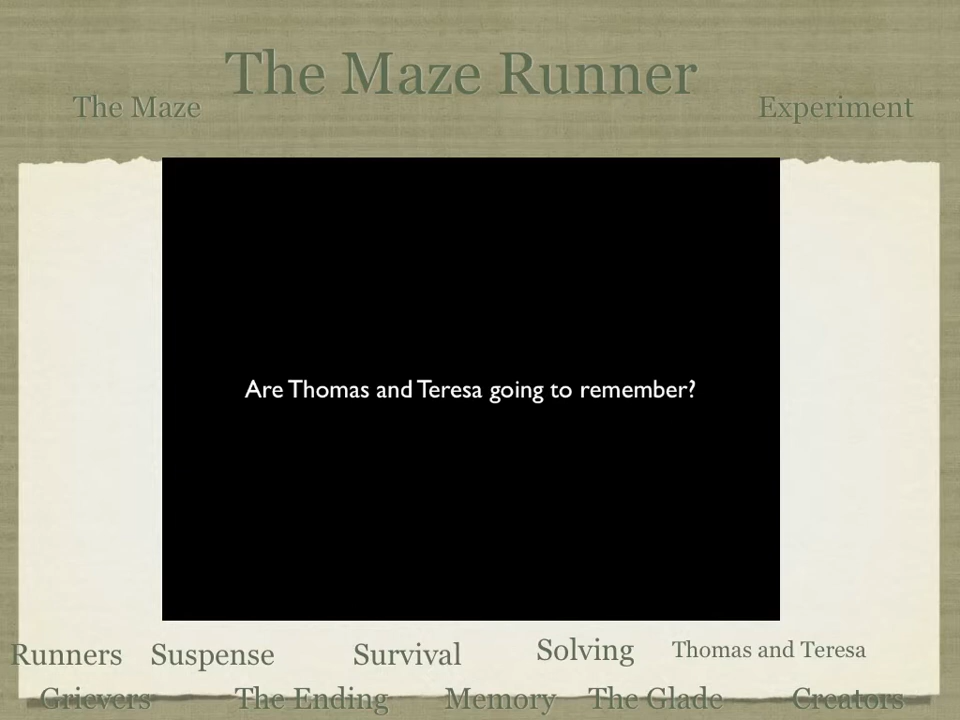 The Maze Runner
The Maze
Experiment
Are Thomas and Teresa going to remember?
Runners Suspense Survival Solving Thomas and Teresa
Grievers The Ending Memory The Glade Creators